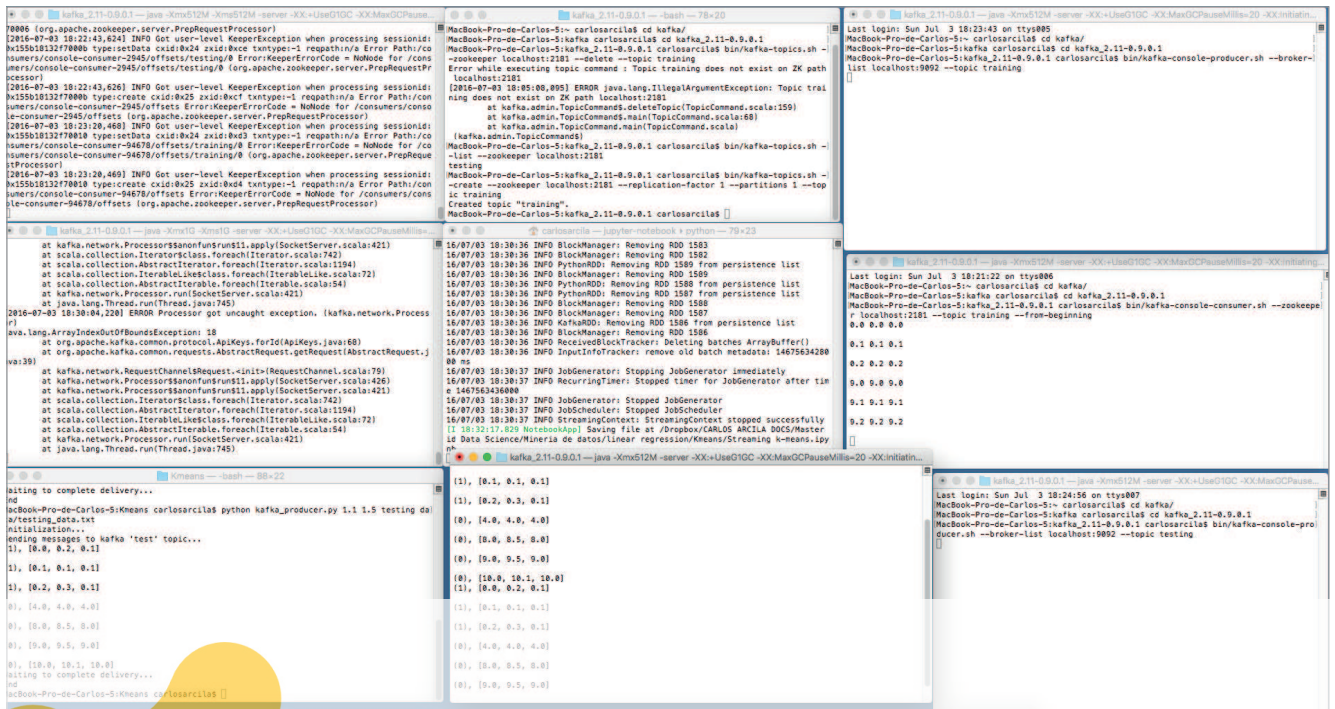 kafka_2.11-0.9.0.1 — java -Xmx512M -Xms512M -server -XX:+UseG1GC -XX:MaxGCPause...
70006 (org.apache.zookeeper.server.PrepRequestProcessor)
[2016-07-03 18:22:43,624] INFO Got user-level KeeperException when processing sessionid:
0x155b18132f7000b type:setData cxid:0x24 zxid:0xce txntype:-1 reqpath:n/a Error Path:/co
nsumers/console-consumer-2945/offsets/testing/0 Error:KeeperErrorCode = NoNode for /cons
umers/console-consumer-2945/offsets/testing/0 (org.apache.zookeeper.server.PrepRequestPr
ocessor)
[2016-07-03 18:22:43,626] INFO Got user-level KeeperException when processing sessionid:
0x155b18132f7000b type:create cxid:0x25 zxid:0xcf txntype:-1 reqpath:n/a Error Path:/con
sumers/console-consumer-2945/offsets Error:KeeperErrorCode = NoNode for /consumers/conso
le-consumer-2945/offsets (org.apache.zookeeper.server.PrepRequestProcessor)
[2016-07-03 18:23:20,468] INFO Got user-level KeeperException when processing sessionid:
0x155b18132f70010 type:setData cxid:0x24 zxid:0xd3 txntype:-1 reqpath:n/a Error Path:/co
nsumers/console-consumer-94678/offsets/training/0 Error:KeeperErrorCode = NoNode for /co
nsumers/console-consumer-94678/offsets/training/0 (org.apache.zookeeper.server.PrepReque
stProcessor)
[2016-07-03 18:23:20,469] INFO Got user-level KeeperException when processing sessionid:
0x155b18132f70010 type:create cxid:0x25 zxid:0xd4 txntype:-1 reqpath:n/a Error Path:/con
sumers/console-consumer-94678/offsets Error:KeeperErrorCode = NoNode for /consumers/cons
ole-consumer-94678/offsets (org.apache.zookeeper.server.PrepRequestProcessor)
kafka_2.11-0.9.0.1 — -bash — 78×20
MacBook-Pro-de-Carlos-5:~ carlosarcila$ cd kafka/
MacBook-Pro-de-Carlos-5:kafka carlosarcila$ cd kafka_2.11-0.9.0.1
MacBook-Pro-de-Carlos-5:kafka_2.11-0.9.0.1 carlosarcila$ bin/kafka-topics.sh -
-zookeeper localhost:2181 --delete --topic training
Error while executing topic command : Topic training does not exist on ZK path
localhost:2181
[2016-07-03 18:05:08,095] ERROR java.lang.IllegalArgumentException: Topic trai
ning does not exist on ZK path localhost:2181
at kafka.admin.TopicCommand$.deleteTopic(TopicCommand.scala:159)
at kafka.admin.TopicCommand$.main(TopicCommand.scala:68)
at kafka.admin.TopicCommand.main(TopicCommand.scala)
(kafka.admin.TopicCommand$)
MacBook-Pro-de-Carlos-5:kafka_2.11-0.9.0.1 carlosarcila$ bin/kafka-topics.sh -
-list --zookeeper localhost:2181
testing
MacBook-Pro-de-Carlos-5:kafka_2.11-0.9.0.1 carlosarcila$ bin/kafka-topics.sh -
-create --zookeeper localhost:2181 --replication-factor 1 --partitions 1 --top
ic training
Created topic "training".
MacBook-Pro-de-Carlos-5:kafka_2.11-0.9.0.1 carlosarcila$
kafka_2.11-0.9.0.1 — java -Xmx512M -server -XX:+UseG1GC -XX:MaxGCPauseMillis=20 -XX:Initiatin...
Last login: Sun Jul 3 18:23:43 on ttys005
MacBook-Pro-de-Carlos-5:~ carlosarcila$ cd kafka/
MacBook-Pro-de-Carlos-5:kafka carlosarcila$ cd kafka_2.11-0.9.0.1
MacBook-Pro-de-Carlos-5:kafka_2.11-0.9.0.1 carlosarcila$ bin/kafka-console-producer.sh --broker-
list localhost:9092 --topic training
kafka_2.11-0.9.0.1 — java -Xmx1G -Xms1G -server -XX:+UseG1GC -XX:MaxGCPauseMillis=...
at kafka.network.Processor$$anonfun$run$11.apply(SocketServer.scala:421)
at scala.collection.Iterator$class.foreach(Iterator.scala:742)
at scala.collection.AbstractIterator.foreach(Iterator.scala:1194)
at scala.collection.IterableLike$class.foreach(IterableLike.scala:72)
at scala.collection.AbstractIterable.foreach(Iterable.scala:54)
at kafka.network.Processor.run(SocketServer.scala:421)
at java.lang.Thread.run(Thread.java:745)
2016-07-03 18:30:04,220] ERROR Processor got uncaught exception. (kafka.network.Process
r)
ava.lang.ArrayIndexOutOfBoundsException: 18
at org.apache.kafka.common.protocol.ApiKeys.forId(ApiKeys.java:68)
at org.apache.kafka.common.requests.AbstractRequest.getRequest(AbstractRequest.j
va:39)
at kafka.network.RequestChannel$Request.<init>(RequestChannel.scala:79)
at kafka.network.Processor$$anonfun$run$11.apply(SocketServer.scala:426)
at kafka.network.Processor$$anonfun$run$11.apply(SocketServer.scala:421)
at scala.collection.Iterator$class.foreach(Iterator.scala:742)
at scala.collection.AbstractIterator.foreach(Iterator.scala:1194)
at scala.collection.IterableLike$class.foreach(IterableLike.scala:72)
at scala.collection.AbstractIterable.foreach(Iterable.scala:54)
at kafka.network.Processor.run(SocketServer.scala:421)
at java.lang.Thread.run(Thread.java:745)
carlosarcila — jupyter-notebook ▸ python — 79×23
16/07/03 18:30:36 INFO BlockManager: Removing RDD 1583
16/07/03 18:30:36 INFO BlockManager: Removing RDD 1582
16/07/03 18:30:36 INFO PythonRDD: Removing RDD 1589 from persistence list
16/07/03 18:30:36 INFO BlockManager: Removing RDD 1589
16/07/03 18:30:36 INFO PythonRDD: Removing RDD 1588 from persistence list
16/07/03 18:30:36 INFO PythonRDD: Removing RDD 1587 from persistence list
16/07/03 18:30:36 INFO BlockManager: Removing RDD 1588
16/07/03 18:30:36 INFO BlockManager: Removing RDD 1587
16/07/03 18:30:36 INFO KafkaRDD: Removing RDD 1586 from persistence list
16/07/03 18:30:36 INFO BlockManager: Removing RDD 1586
16/07/03 18:30:36 INFO ReceivedBlockTracker: Deleting batches ArrayBuffer()
16/07/03 18:30:36 INFO InputInfoTracker: remove old batch metadata: 14675634280
00 ms
16/07/03 18:30:37 INFO JobGenerator: Stopping JobGenerator immediately
16/07/03 18:30:37 INFO RecurringTimer: Stopped timer for JobGenerator after tim
e 1467563436000
16/07/03 18:30:37 INFO JobGenerator: Stopped JobGenerator
16/07/03 18:30:37 INFO JobScheduler: Stopped JobScheduler
16/07/03 18:30:37 INFO StreamingContext: StreamingContext stopped successfully
[I 18:32:17.829 NotebookApp] Saving file at /Dropbox/CARLOS ARCILA DOCS/Master
id Data Science/Mineria de datos/linear regression/Kmeans/Streaming k-means.ipy
nb
kafka_2.11-0.9.0.1 — java -Xmx512M -server -XX:+UseG1GC -XX:MaxGCPauseMillis=20 -XX:Initiating...
Last login: Sun Jul 3 18:21:22 on ttys006
MacBook-Pro-de-Carlos-5:~ carlosarcila$ cd kafka/
MacBook-Pro-de-Carlos-5:kafka carlosarcila$ cd kafka_2.11-0.9.0.1
MacBook-Pro-de-Carlos-5:kafka_2.11-0.9.0.1 carlosarcila$ bin/kafka-console-consumer.sh --zookeepe
r localhost:2181 --topic training --from-beginning
0.0 0.0 0.0
0.1 0.1 0.1
0.2 0.2 0.2
9.0 9.0 9.0
9.1 9.1 9.1
9.2 9.2 9.2
Kmeans — -bash — 88×22
aiting to complete delivery...
nd
acBook-Pro-de-Carlos-5:Kmeans carlosarcila$ python kafka_producer.py 1.1 1.5 testing da
a/testing_data.txt
nitialization...
ending messages to kafka 'test' topic...
1), [0.0, 0.2, 0.1]
1), [0.1, 0.1, 0.1]
1), [0.2, 0.3, 0.1]
0), [4.0, 4.0, 4.0]
0), [8.0, 8.5, 8.0]
0), [9.0, 9.5, 9.0]
0), [10.0, 10.1, 10.0]
aiting to complete delivery...
nd
acBook-Pro-de-Carlos-5:Kmeans carlosarcila$
kafka_2.11-0.9.0.1 — java -Xmx512M -server -XX:+UseG1GC -XX:MaxGCPauseMillis=20 -XX:Initiatin...
(1), [0.1, 0.1, 0.1]
(1), [0.2, 0.3, 0.1]
(0), [4.0, 4.0, 4.0]
(0), [8.0, 8.5, 8.0]
(0), [9.0, 9.5, 9.0]
(0), [10.0, 10.1, 10.0]
(1), [0.0, 0.2, 0.1]
(1), [0.1, 0.1, 0.1]
(1), [0.2, 0.3, 0.1]
(0), [4.0, 4.0, 4.0]
(0), [8.0, 8.5, 8.0]
(0), [9.0, 9.5, 9.0]
kafka_2.11-0.9.0.1 — java -Xmx512M -server -XX:+UseG1GC -XX:MaxGCPause...
Last login: Sun Jul 3 18:24:56 on ttys007
MacBook-Pro-de-Carlos-5:~ carlosarcila$ cd kafka/
MacBook-Pro-de-Carlos-5:kafka carlosarcila$ cd kafka_2.11-0.9.0.1
MacBook-Pro-de-Carlos-5:kafka_2.11-0.9.0.1 carlosarcila$ bin/kafka-console-pro
ducer.sh --broker-list localhost:9092 --topic testing